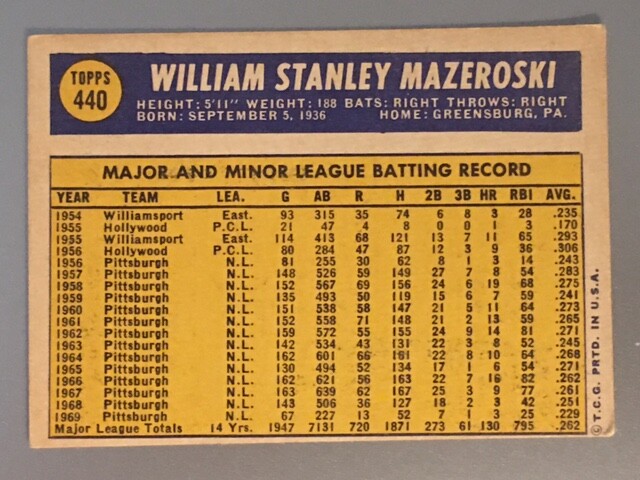 TOPPS
440
WILLIAM STANLEY MAZEROSKI
HEIGHT: 5'11" WEIGHT: 188 BATS: RIGHT THROWS: RIGHT
BORN: SEPTEMBER 5, 1936 HOME: GREENSBURG, PA.
MAJOR AND MINOR LEAGUE BATTING RECORD
YEAR TEAM LEA. G AB R H 2B 3B HR RBI AVG.
1954 Williamsport East. 93 315 35 74 6 8 3 28 .235
1955 Hollywood P.C.L. 21 47 4 8 0 0 1 3 .170
1955 Williamsport East. 114 413 68 121 13 7 11 65 .293
1956 Hollywood P.C.L. 80 284 47 87 12 3 9 36 .306
1956 Pittsburgh N.L. 81 255 30 62 8 1 3 14 .243
1957 Pittsburgh N.L. 148 526 59 149 27 7 8 54 .283
1958 Pittsburgh N.L. 152 567 69 156 24 6 19 68 .275
1959 Pittsburgh N.L. 135 493 50 119 15 6 7 59 .241
1960 Pittsburgh N.L. 151 538 58 147 21 5 11 64 .273
1961 Pittsburgh N.L. 152 558 71 148 21 2 13 59 .265
1962 Pittsburgh N.L. 159 572 55 155 24 9 14 81 .271
1963 Pittsburgh N.L. 142 534 43 131 22 3 8 52 .245
1964 Pittsburgh N.L. 162 601 66 161 22 8 10 64 .268
1965 Pittsburgh N.L. 130 494 52 134 17 1 6 54 .271
1966 Pittsburgh N.L. 162 621 56 163 22 7 16 82 .262
1967 Pittsburgh N.L. 163 639 62 167 25 3 9 77 .261
1968 Pittsburgh N.L. 143 506 36 127 18 2 3 42 .251
1969 Pittsburgh N.L. 67 227 13 52 7 1 3 25 .229
Major League Totals 14 Yrs. 1947 7131 720 1871 273 61 130 795 .262
© T.C.G. PRTD. IN U.S.A.